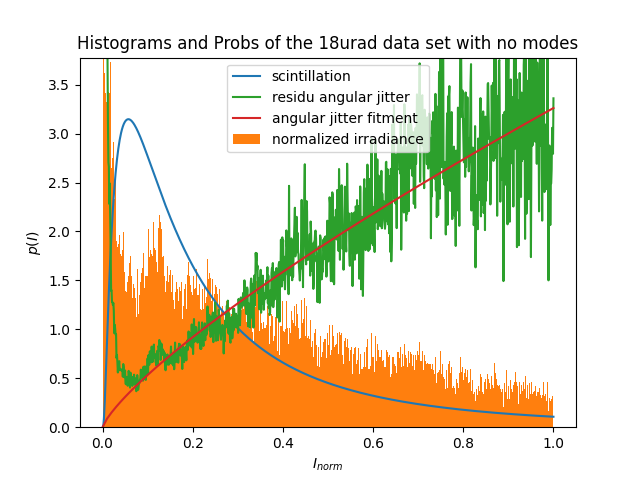 Histograms and Probs of the 18urad data set with no modes
scintillation
residu angular jitter
angular jitter fitment
normalized irradiance
p(I)
3.5
3.0
2.5
2.0
1.5
1.0
0.5
0.0
0.0 0.2 0.4 0.6 0.8 1.0
I_norm